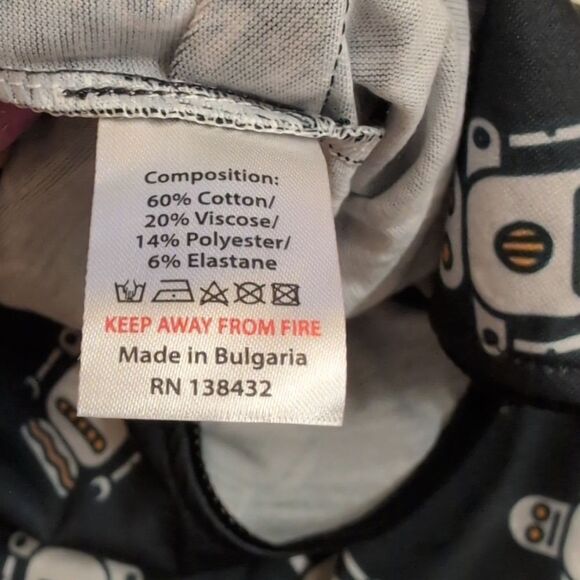 Composition:
60% Cotton/
20% Viscose/
14% Polyester/
6% Elastane
KEEP AWAY FROM FIRE
Made in Bulgaria
RN 138432